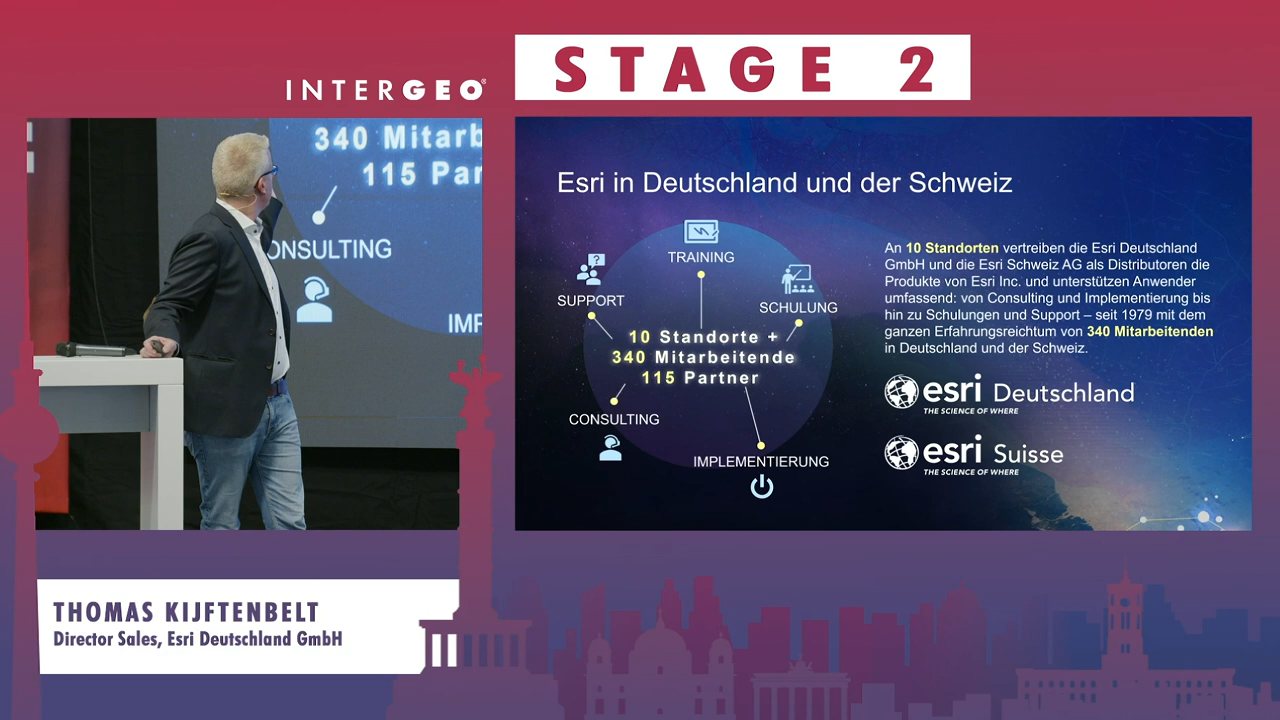 STAGE 2
INTERGEO®
340 Mitarb
115 Par
ONSULTING
IMP
Esri in Deutschland und der Schweiz
TRAINING
SUPPORT
SCHULUNG
10 Standorte +
340 Mitarbeitende
115 Partner
CONSULTING
IMPLEMENTIERUNG
An 10 Standorten vertreiben die Esri Deutschland
GmbH und die Esri Schweiz AG als Distributoren die
Produkte von Esri Inc. und unterstützen Anwender
umfassend: von Consulting und Implementierung bis
hin zu Schulungen und Support – seit 1979 mit dem
ganzen Erfahrungsreichtum von 340 Mitarbeitenden
in Deutschland und der Schweiz.
esri Deutschland
THE SCIENCE OF WHERE
esri Suisse
THE SCIENCE OF WHERE
THOMAS KIJFTENBELT
Director Sales, Esri Deutschland GmbH